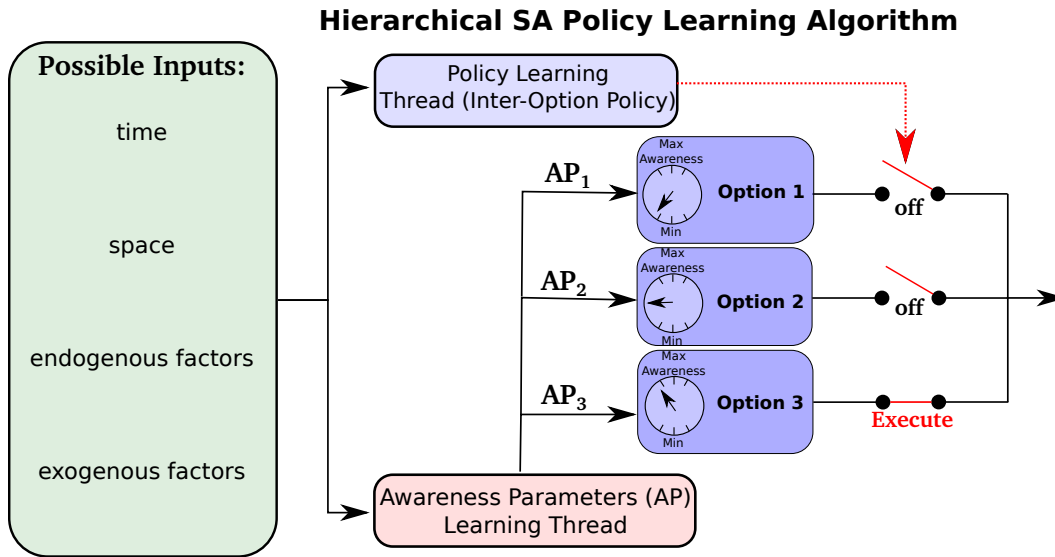 Hierarchical SA Policy Learning Algorithm
Possible Inputs:
time
space
endogenous factors
exogenous factors
Policy Learning
Thread (Inter-Option Policy)
AP₁
Max
Awareness
Min
Option 1
off
AP₂
Max
Awareness
Min
Option 2
off
AP₃
Max
Awareness
Min
Option 3
Execute
Awareness Parameters (AP)
Learning Thread